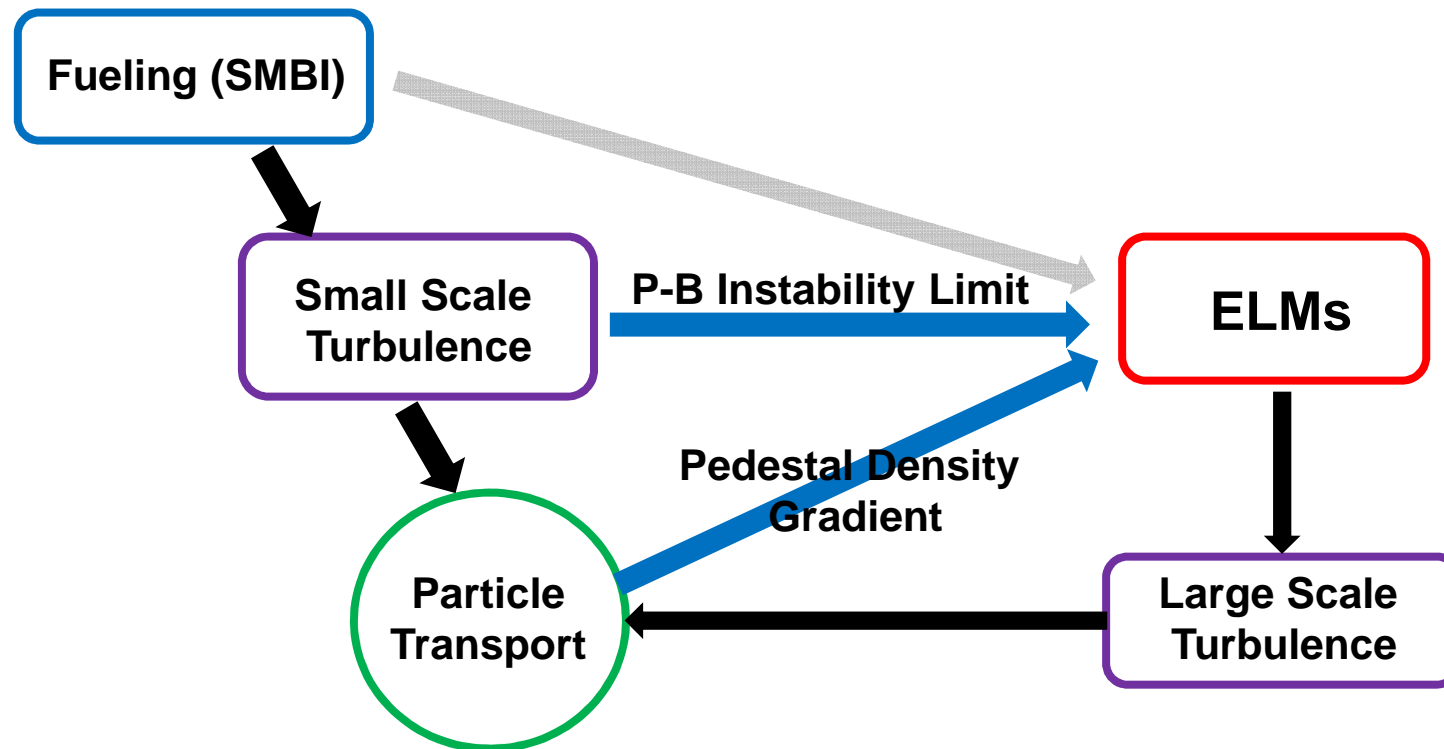 Fueling (SMBI)
Small Scale
Turbulence
P-B Instability Limit
ELMs
Pedestal Density
Gradient
Particle
Transport
Large Scale
Turbulence